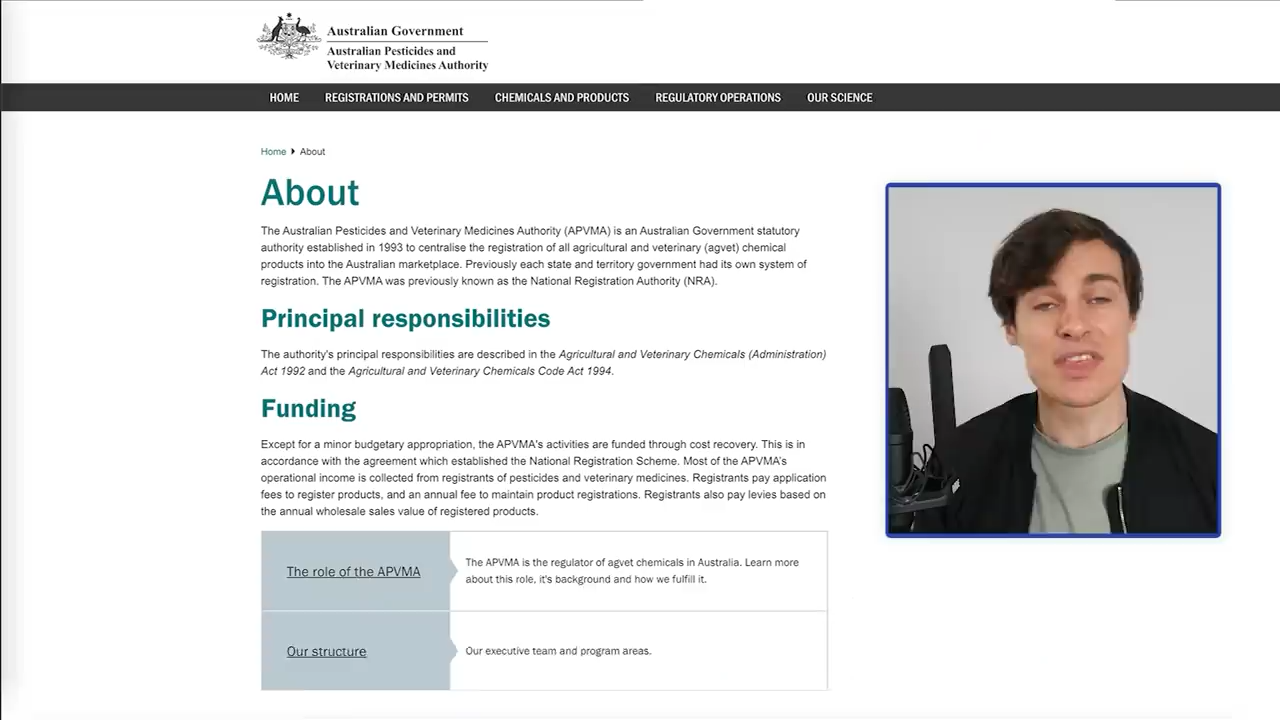 Australian Government
Australian Pesticides and
Veterinary Medicines Authority
HOME REGISTRATIONS AND PERMITS CHEMICALS AND PRODUCTS REGULATORY OPERATIONS OUR SCIENCE
Home About
About
The Australian Pesticides and Veterinary Medicines Authority (APVMA) is an Australian Government statutory
authority established in 1993 to centralise the registration of all agricultural and veterinary (agvet) chemical
products into the Australian marketplace. Previously each state and territory government had its own system of
registration. The APVMA was previously known as the National Registration Authority (NRA).
Principal responsibilities
The authority's principal responsibilities are described in the Agricultural and Veterinary Chemicals (Administration)
Act 1992 and the Agricultural and Veterinary Chemicals Code Act 1994.
Funding
Except for a minor budgetary appropriation, the APVMA's activities are funded through cost recovery. This is in
accordance with the agreement which established the National Registration Scheme. Most of the APVMA's
operational income is collected from registrants of pesticides and veterinary medicines. Registrants pay application
fees to register products, and an annual fee to maintain product registrations. Registrants also pay levies based on
the annual wholesale sales value of registered products.
The role of the APVMA
The APVMA is the regulator of agvet chemicals in Australia. Learn more
about this role, it's background and how we fulfill it.
Our structure
Our executive team and program areas.